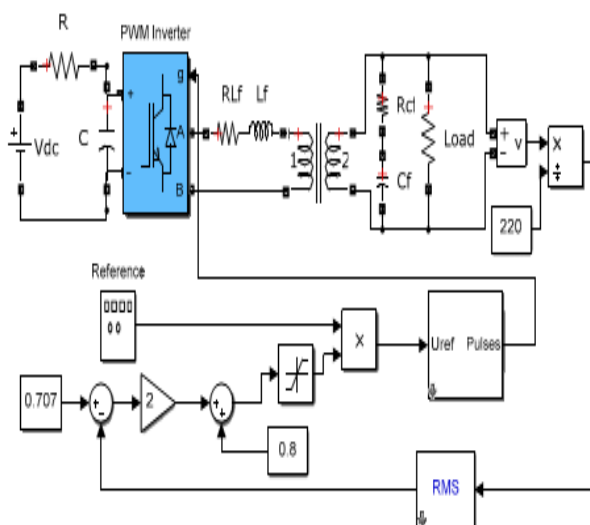 R
PWM Inverter
g
RLf
Lf
+
+
Vdc
C
-
A
B
1
2
Rcf
Cf
Load
+
-
v
×
÷
220
Reference
×
Uref
Pulses
0.707
+
-
2
+
+
0.8
RMS